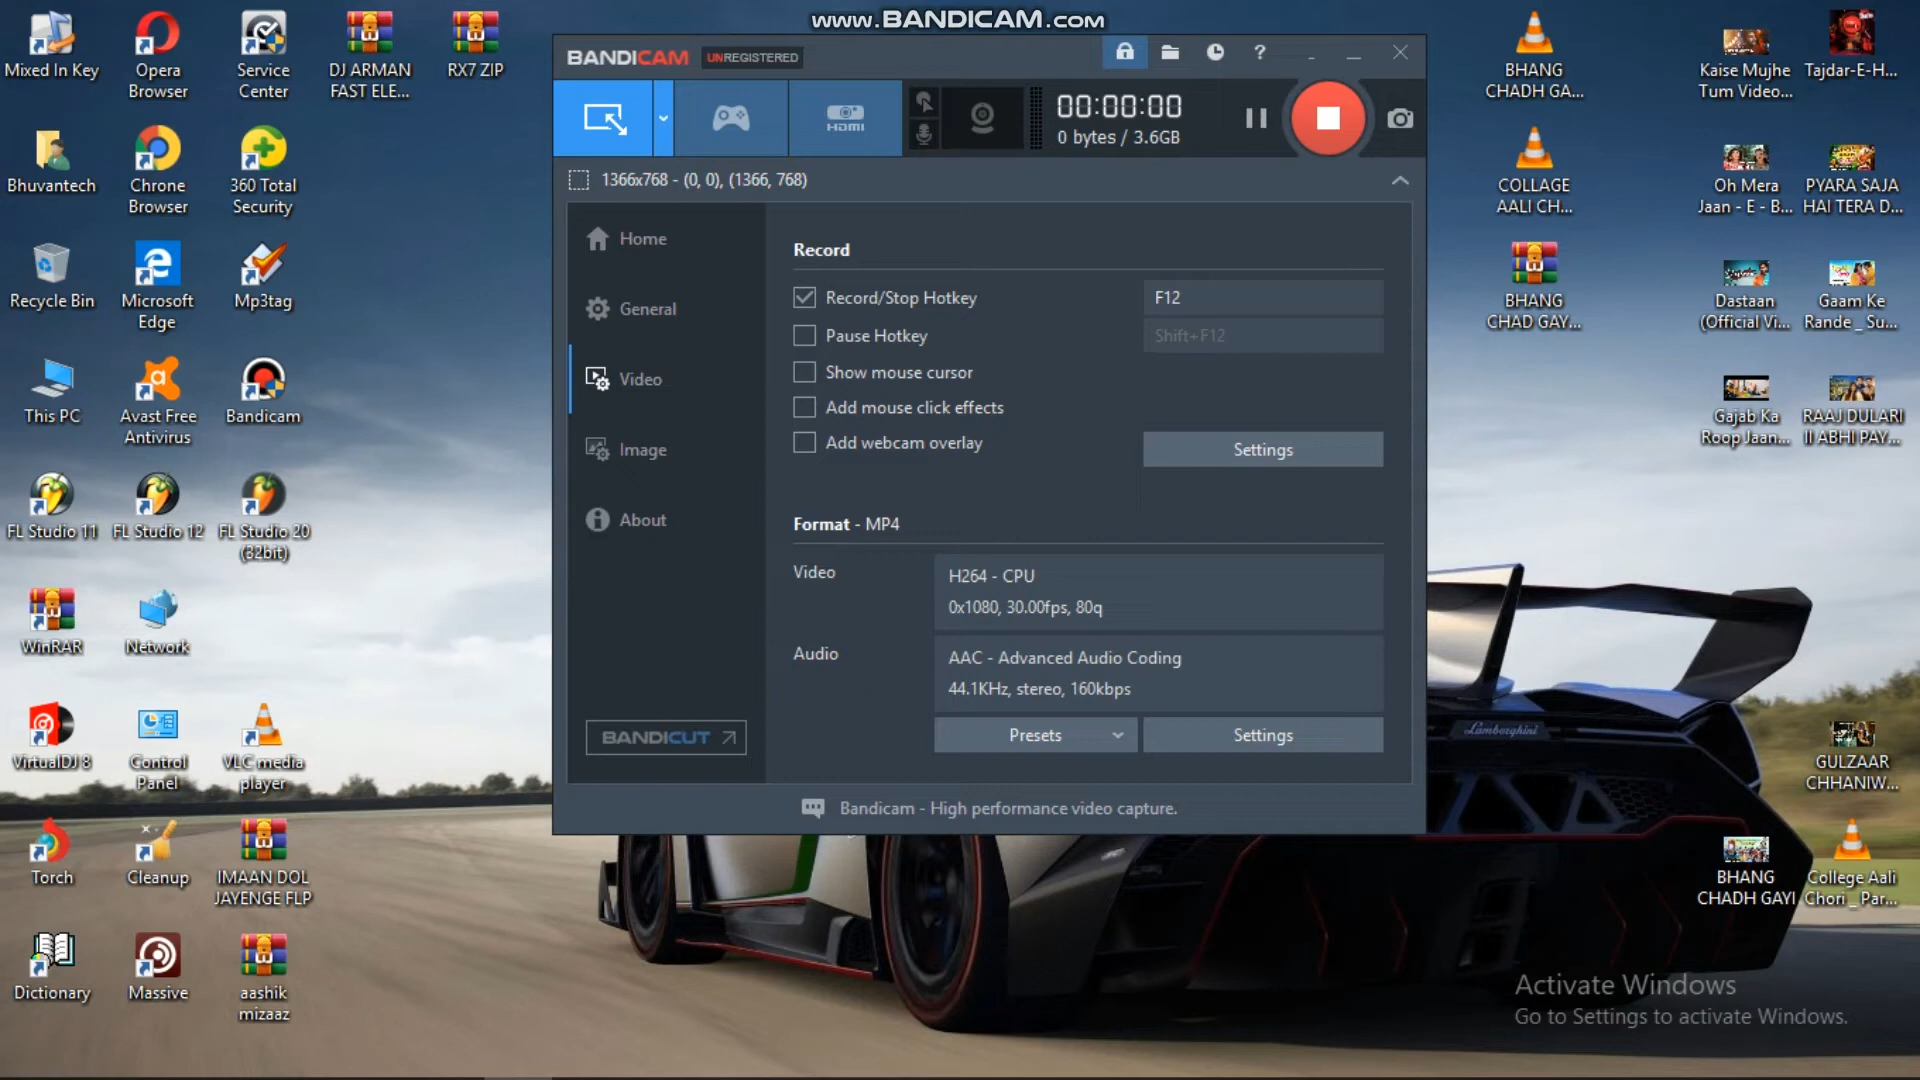 www.BANDICAM.com
Mixed In Key
Opera
Browser
Service
Center
DJ ARMAN
FAST ELE...
RX7 ZIP
Bhuvantech
Chrome
Browser
360 Total
Security
Recycle Bin
Microsoft
Edge
Mp3tag
This PC
Avast Free
Antivirus
Bandicam
FL Studio 11
FL Studio 12
FL Studio 20
(32bit)
WinRAR
Network
VirtualDJ 8
Control
Panel
VLC media
player
Torch
Cleanup
IMAAN DOL
JAYENGE FLP
Dictionary
Massive
aashik
mizaaz
BANDICAM UNREGISTERED
?
HDMI
00:00:00
0 bytes / 3.6GB
1366x768 - (0, 0), (1366, 768)
Home
General
Video
Image
About
BANDICUT
Record
Record/Stop Hotkey
F12
Pause Hotkey
Shift+F12
Show mouse cursor
Add mouse click effects
Add webcam overlay
Settings
Format - MP4
Video
H264 - CPU
0x1080, 30.00fps, 80q
Audio
AAC - Advanced Audio Coding
44.1KHz, stereo, 160kbps
Presets
Settings
Bandicam - High performance video capture.
BHANG
CHADH GA...
Kaise Mujhe
Tum Video...
Tajdar-E-H...
COLLAGE
AALI CH...
Oh Mera
Jaan - E - B...
PYARA SAJA
HAI TERA D...
BHANG
CHAD GAY...
Dastaan
(Official Vi...
Gaam Ke
Rande _ Su...
Gajab Ka
Roop Jaan...
RAAJ DULARI
II ABHI PAY...
Lamborghini
GULZAAR
CHHANIW...
BHANG
CHADH GAYI
College Aali
Chori _ Par...
Activate Windows
Go to Settings to activate Windows.